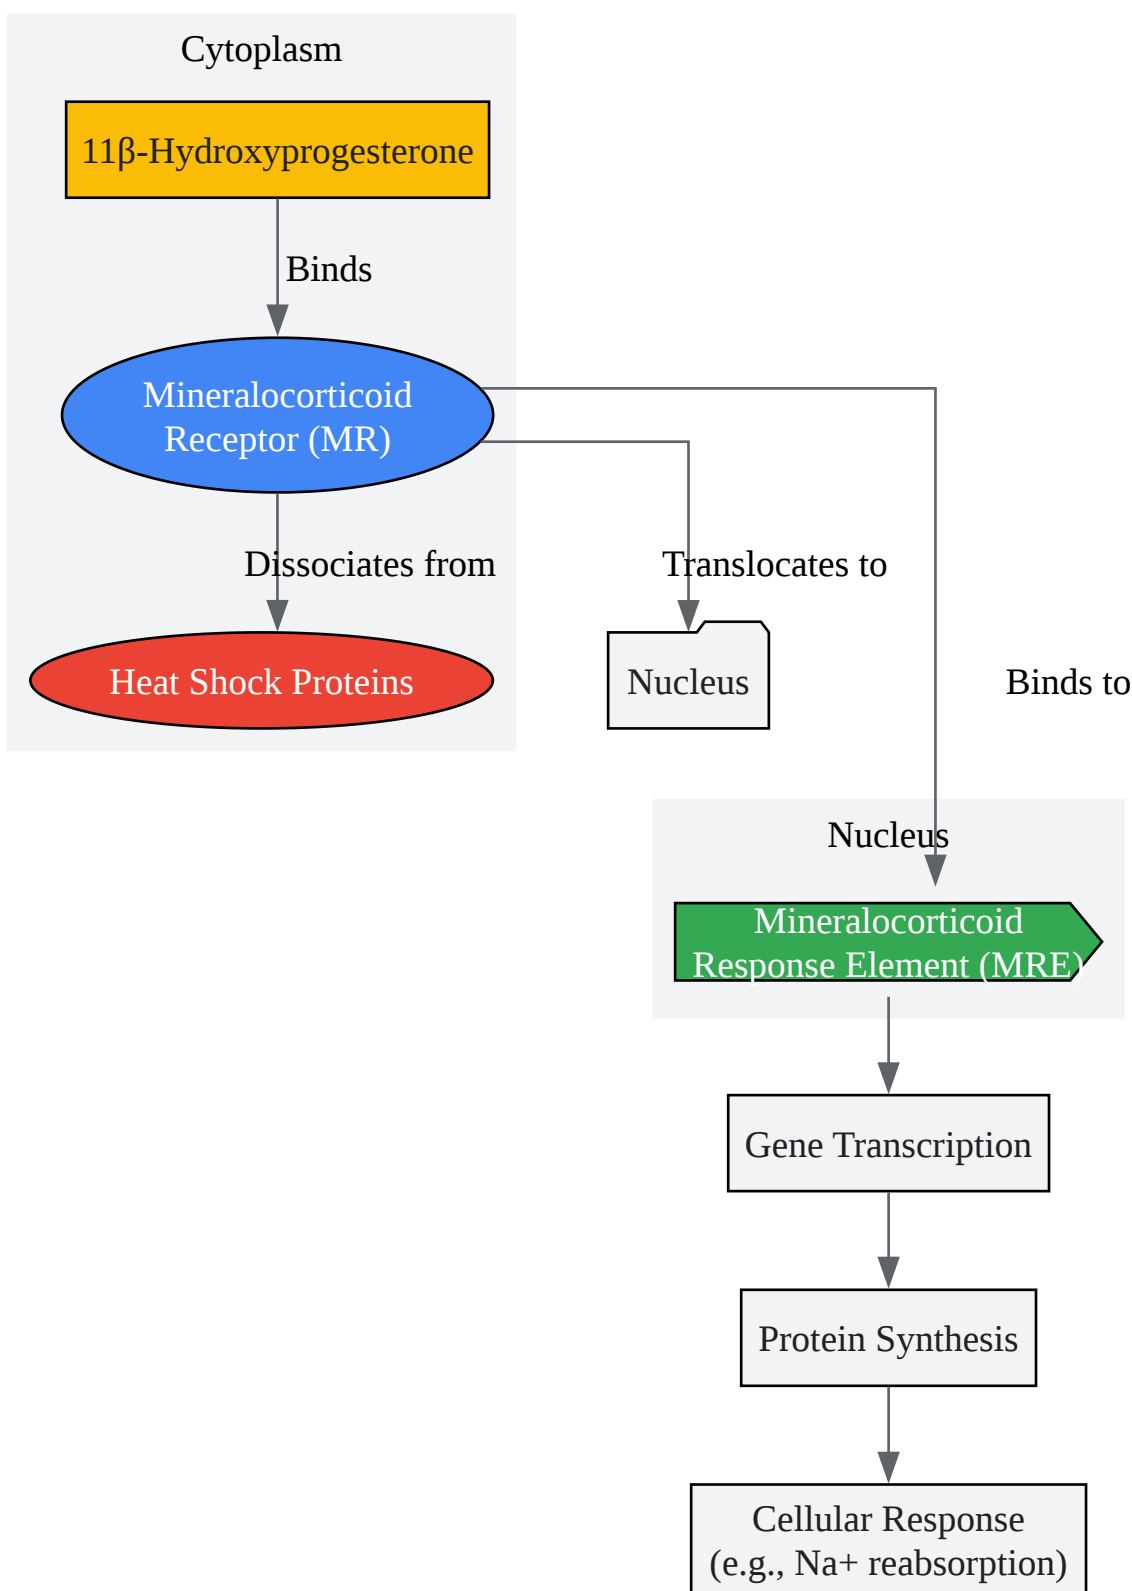 Cytoplasm
11β-Hydroxyprogesterone
Binds
Mineralocorticoid
Receptor (MR)
Dissociates from
Translocates to
Heat Shock Proteins
Nucleus
Binds to
Nucleus
Mineralocorticoid
Response Element (MRE)
Gene Transcription
Protein Synthesis
Cellular Response
(e.g., Na+ reabsorption)